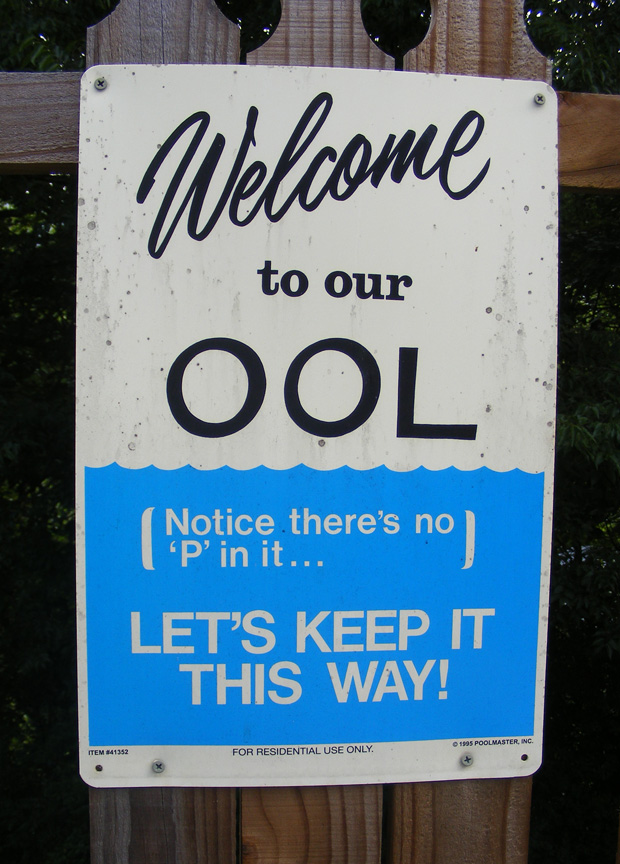 Welcome
to our
OOL
(Notice there's no
'P' in it...)
LET'S KEEP IT
THIS WAY!
ITEM #41352
FOR RESIDENTIAL USE ONLY.
© 1995 POOLMASTER, INC.